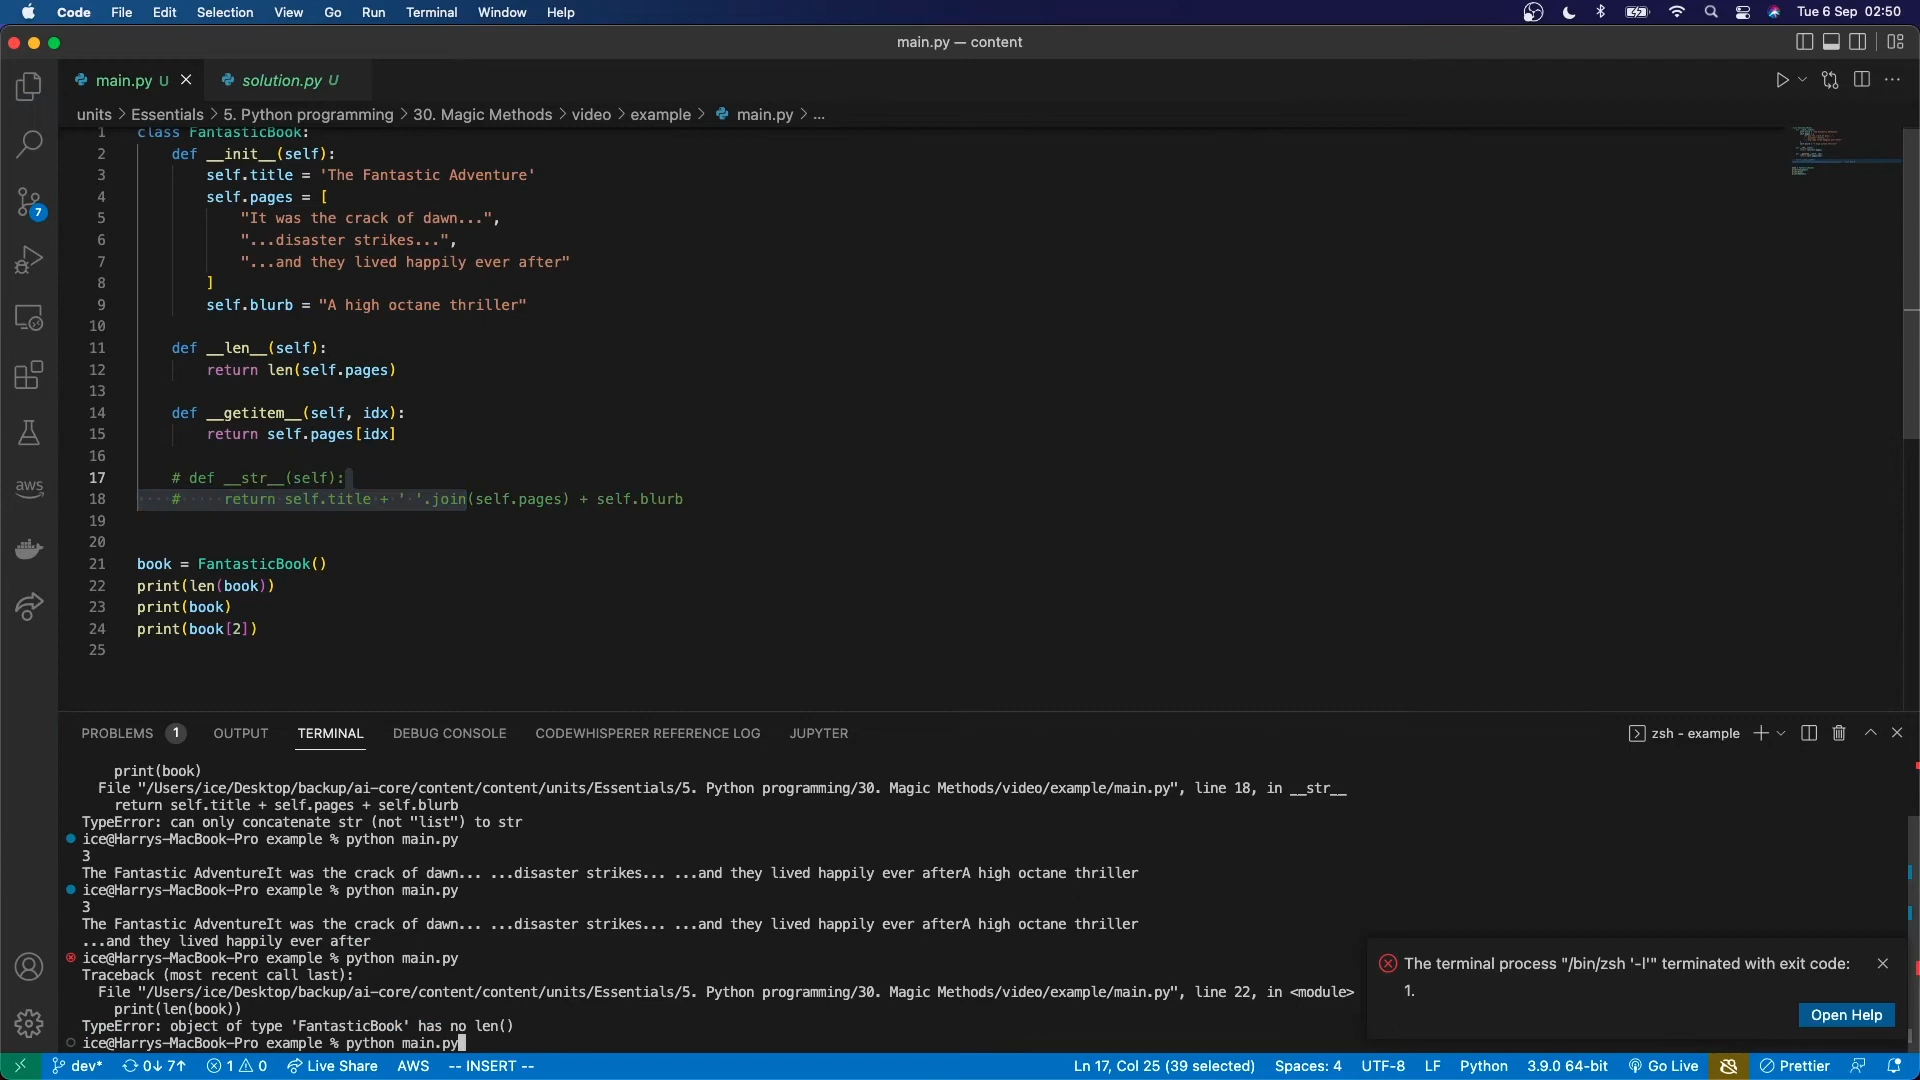 Code File Edit Selection View Go Run Terminal Window Help Tue 6 Sep 02:50
main.py — content
main.py U solution.py U
units > Essentials > 5. Python programming > 30. Magic Methods > video > example > main.py > ...
1 class FantasticBook:
2 def __init__(self):
3 self.title = 'The Fantastic Adventure'
4 self.pages = [
5 "It was the crack of dawn...",
6 "...disaster strikes...",
7 "...and they lived happily ever after"
8 ]
9 self.blurb = "A high octane thriller"
10
11 def __len__(self):
12 return len(self.pages)
13
14 def __getitem__(self, idx):
15 return self.pages[idx]
16
17 # def __str__(self):
18 # return self.title + ' '.join(self.pages) + self.blurb
19
20
21 book = FantasticBook()
22 print(len(book))
23 print(book)
24 print(book[2])
25
7
aws
PROBLEMS 1 OUTPUT TERMINAL DEBUG CONSOLE CODEWHISPERER REFERENCE LOG JUPYTER zsh - example
print(book)
File "/Users/ice/Desktop/backup/ai-core/content/content/units/Essentials/5. Python programming/30. Magic Methods/video/example/main.py", line 18, in __str__
return self.title + self.pages + self.blurb
TypeError: can only concatenate str (not "list") to str
ice@Harrys-MacBook-Pro example % python main.py
3
The Fantastic AdventureIt was the crack of dawn... ...disaster strikes... ...and they lived happily ever afterA high octane thriller
ice@Harrys-MacBook-Pro example % python main.py
3
The Fantastic AdventureIt was the crack of dawn... ...disaster strikes... ...and they lived happily ever afterA high octane thriller
...and they lived happily ever after
ice@Harrys-MacBook-Pro example % python main.py
Traceback (most recent call last):
File "/Users/ice/Desktop/backup/ai-core/content/content/units/Essentials/5. Python programming/30. Magic Methods/video/example/main.py", line 22, in <module>
print(len(book))
TypeError: object of type 'FantasticBook' has no len()
ice@Harrys-MacBook-Pro example % python main.py
The terminal process "/bin/zsh '-l'" terminated with exit code:
1.
Open Help
dev* 0↓ 7↑ 1 0 Live Share AWS -- INSERT -- Ln 17, Col 25 (39 selected) Spaces: 4 UTF-8 LF Python 3.9.0 64-bit Go Live Prettier